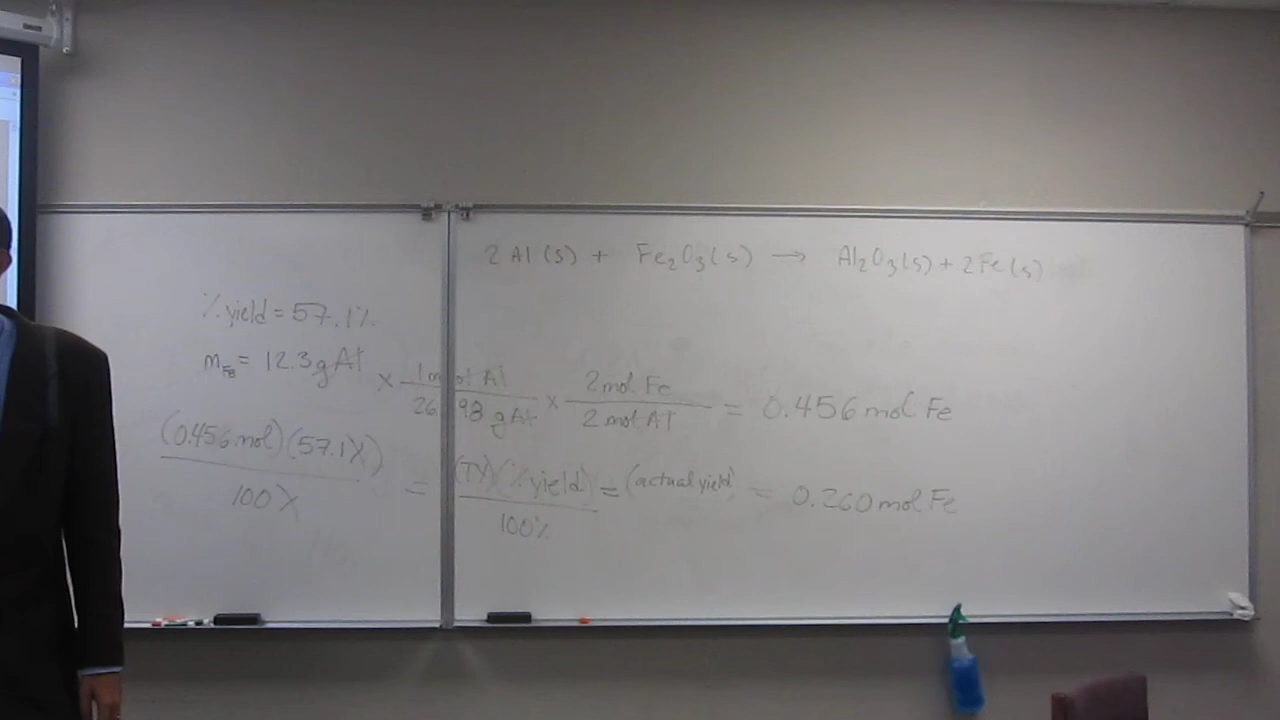 2 Al (s) + Fe₂O₃(s) → Al₂O₃(s) + 2Fe(s)
% yield = 57.1%
mFe = 12.3 g Al × 1 mol Al / 26.98 g Al × 2 mol Fe / 2 mol Al = 0.456 mol Fe
(0.456 mol)(57.1%) / 100% = (TY)(% yield) / 100% = (actual yield) = 0.260 mol Fe